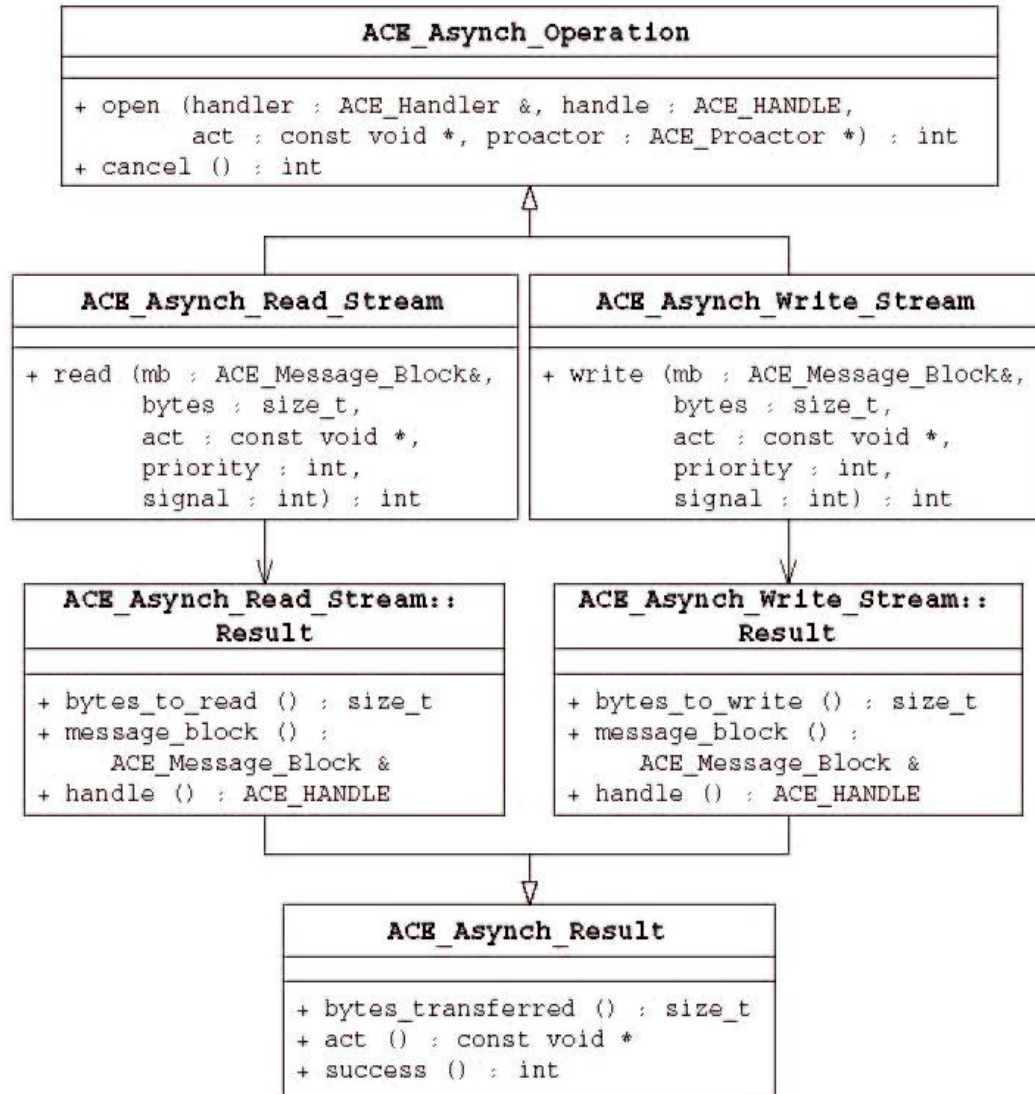 ACE_Asynch_Operation
+ open (handler : ACE_Handler &, handle : ACE_HANDLE,
act : const void *, proactor : ACE_Proactor *) : int
+ cancel () : int
ACE_Asynch_Read_Stream
+ read (mb : ACE_Message_Block&,
bytes : size_t,
act : const void *,
priority : int,
signal : int) : int
ACE_Asynch_Write_Stream
+ write (mb : ACE_Message_Block&,
bytes : size_t,
act : const void *,
priority : int,
signal : int) : int
ACE_Asynch_Read_Stream::
Result
+ bytes_to_read () : size_t
+ message_block () :
ACE_Message_Block &
+ handle () : ACE_HANDLE
ACE_Asynch_Write_Stream::
Result
+ bytes_to_write () : size_t
+ message_block () :
ACE_Message_Block &
+ handle () : ACE_HANDLE
ACE_Asynch_Result
+ bytes_transferred () : size_t
+ act () : const void *
+ success () : int